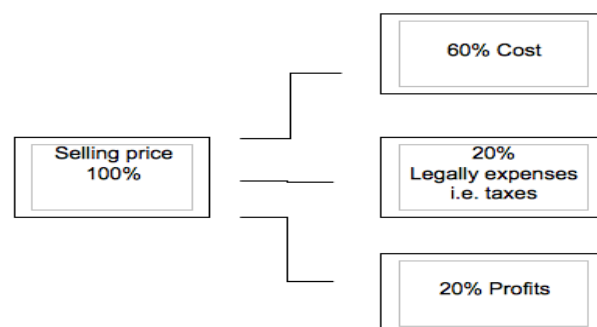 60% Cost
Selling price
100%
20%
Legally expenses
i.e. taxes
20% Profits